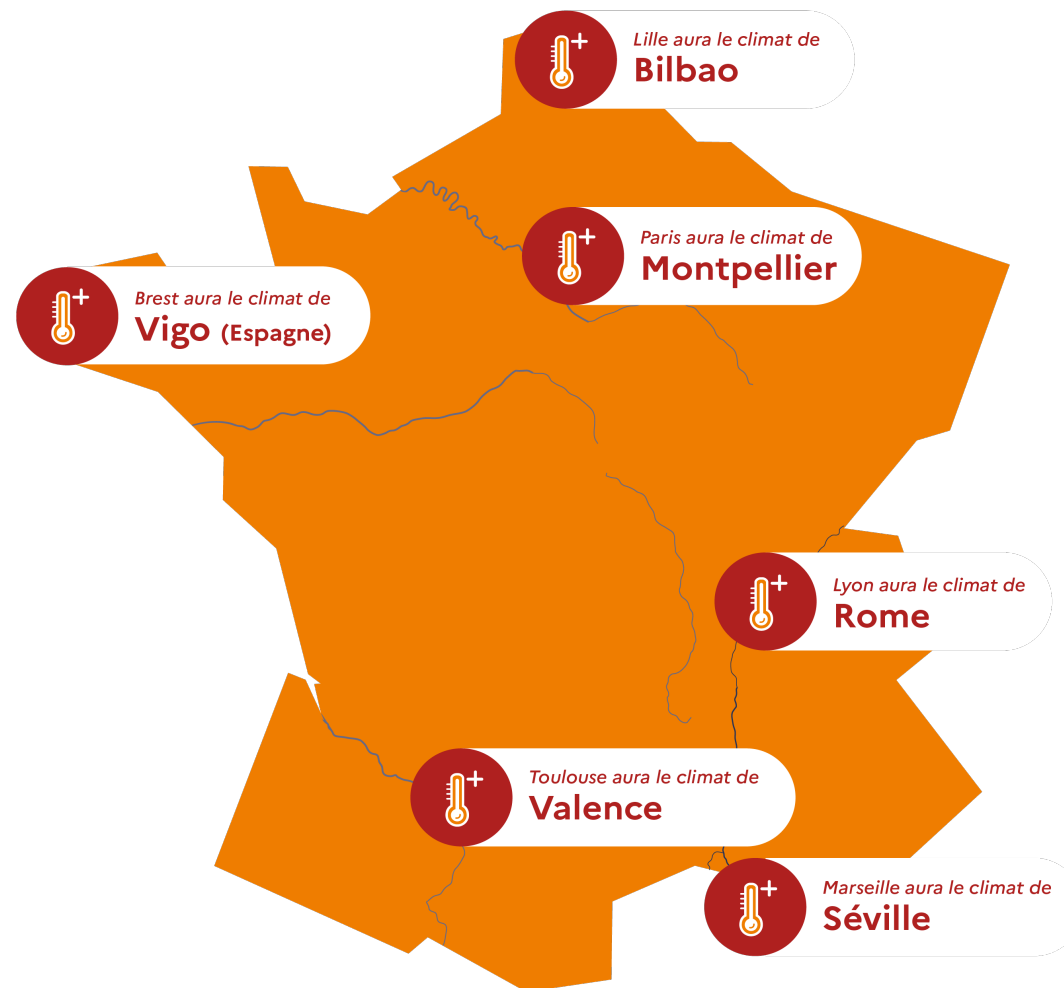 Lille aura le climat de
Bilbao
Paris aura le climat de
Montpellier
Brest aura le climat de
Vigo (Espagne)
Lyon aura le climat de
Rome
Toulouse aura le climat de
Valence
Marseille aura le climat de
Séville